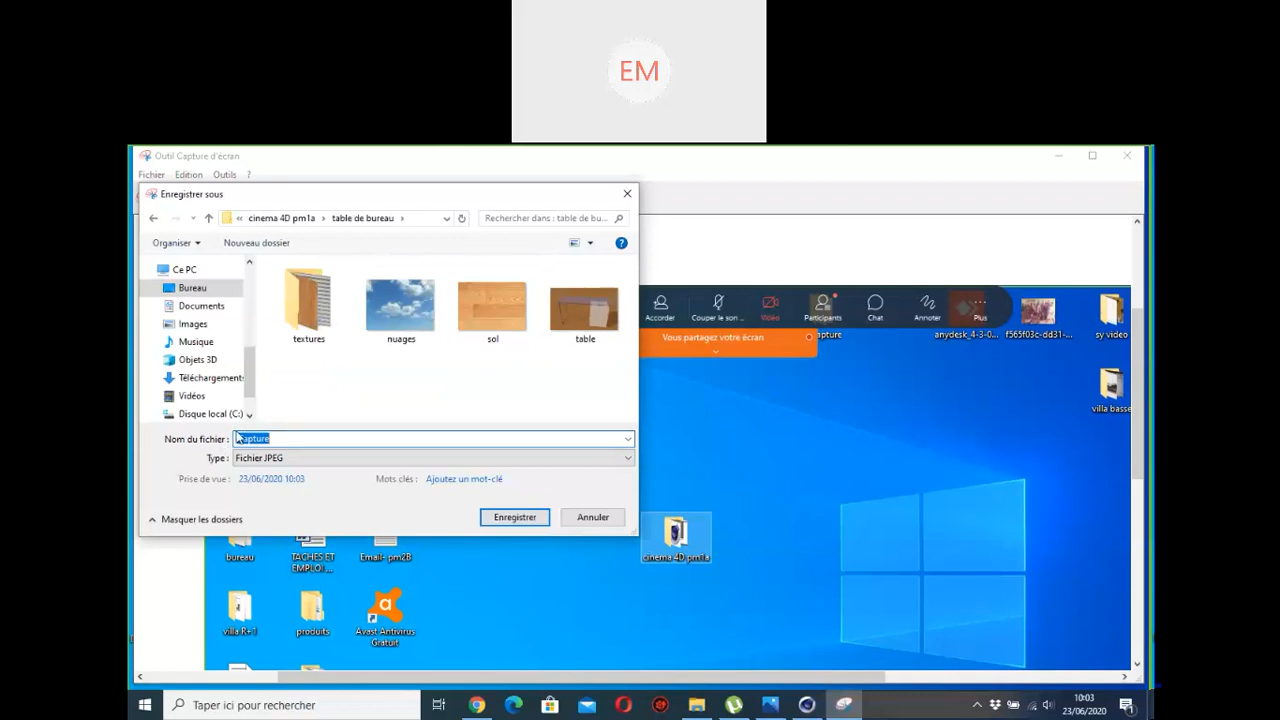 EM
Outil Capture d'écran
Fichier Edition Outils ?
Enregistrer sous
« cinema 4D pm1a › table de bureau ›
Rechercher dans : table de bu...
Organiser
Nouveau dossier
Ce PC
Bureau
Documents
Images
Musique
Objets 3D
Téléchargements
Vidéos
Disque local (C:)
textures
nuages
sol
table
Nom du fichier : Capture
Type : Fichier JPEG
Prise de vue : 23/06/2020 10:03
Mots clés : Ajoutez un mot-clé
Masquer les dossiers
Enregistrer
Annuler
Accorder
Couper le son ...
Vidéo
Participants
Chat
Annoter
Plus
Vous partagez votre écran
apture
anydesk_4-3-0...
f565f03c-dd31-...
sy video
villa basse
cinema 4D pm1a
bureau
TACHES ET EMPLOI ...
Email- pm2B
villa R+1
produits
Avast Antivirus Gratuit
Taper ici pour rechercher
10:03
23/06/2020